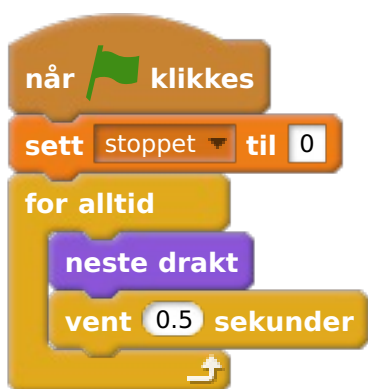 når klikkes
sett stoppet til 0
for alltid
neste drakt
vent 0.5 sekunder